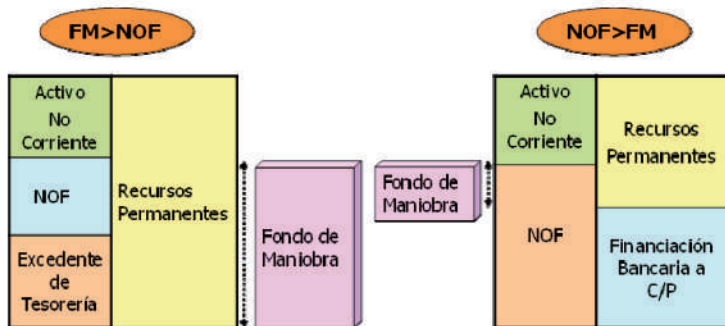 FM>NOF
Activo
No
Corriente
NOF
Excedente
de
Tesorería
Recursos
Permanentes
Fondo de
Maniobra
NOF>FM
Fondo de
Maniobra
Activo
No
Corriente
NOF
Recursos
Permanentes
Financiación
Bancaria a
C/P